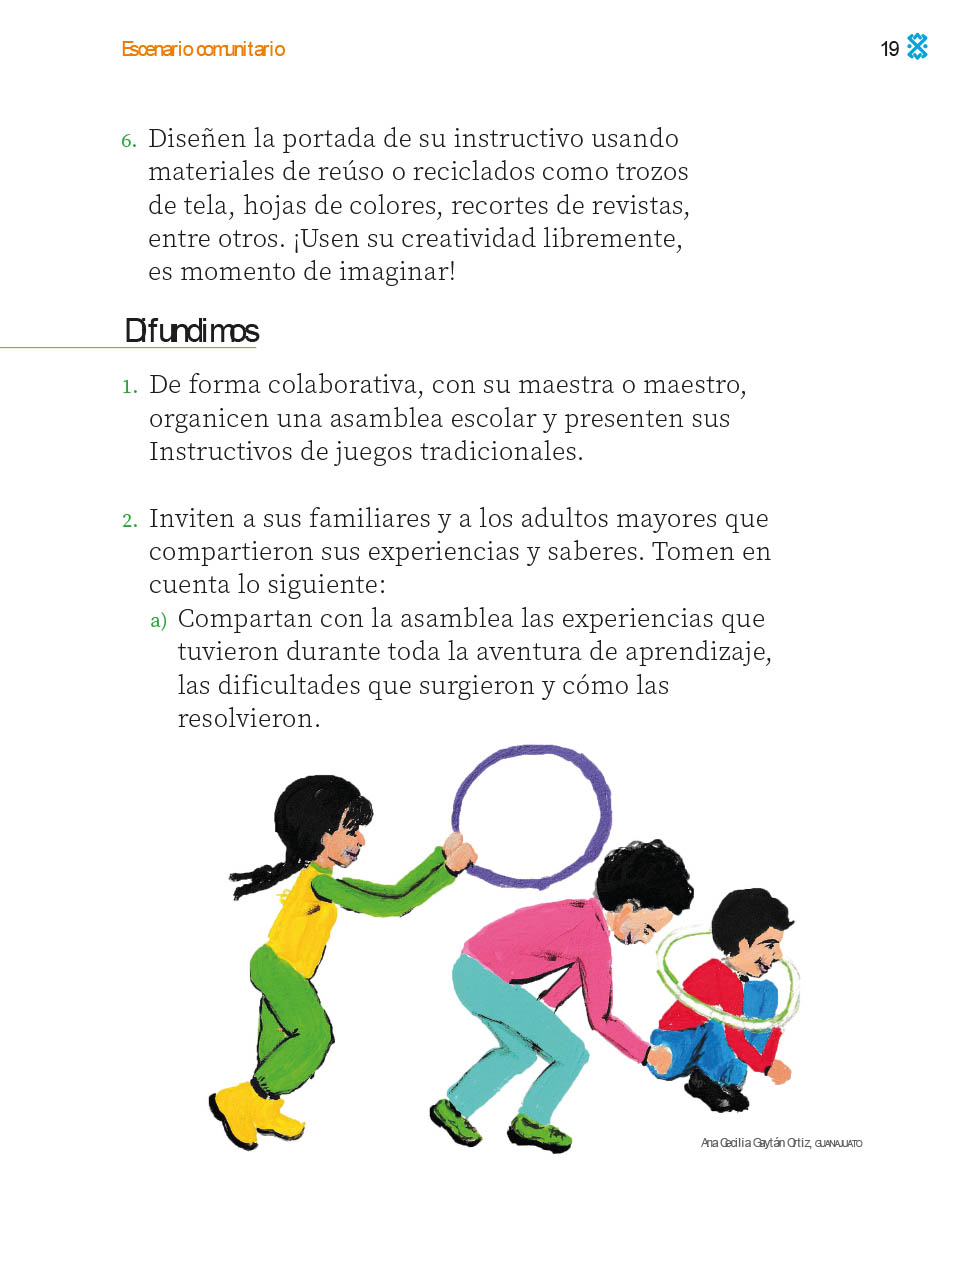 Escenario comunitario
19
6. Diseñen la portada de su instructivo usando
materiales de reúso o reciclados como trozos
de tela, hojas de colores, recortes de revistas,
entre otros. ¡Usen su creatividad libremente,
es momento de imaginar!
Difundimos
1. De forma colaborativa, con su maestra o maestro,
organicen una asamblea escolar y presenten sus
Instructivos de juegos tradicionales.
2. Inviten a sus familiares y a los adultos mayores que
compartieron sus experiencias y saberes. Tomen en
cuenta lo siguiente:
a) Compartan con la asamblea las experiencias que
tuvieron durante toda la aventura de aprendizaje,
las dificultades que surgieron y cómo las
resolvieron.
Ana Cecilia Gaytán Ortiz, GUANAJUATO